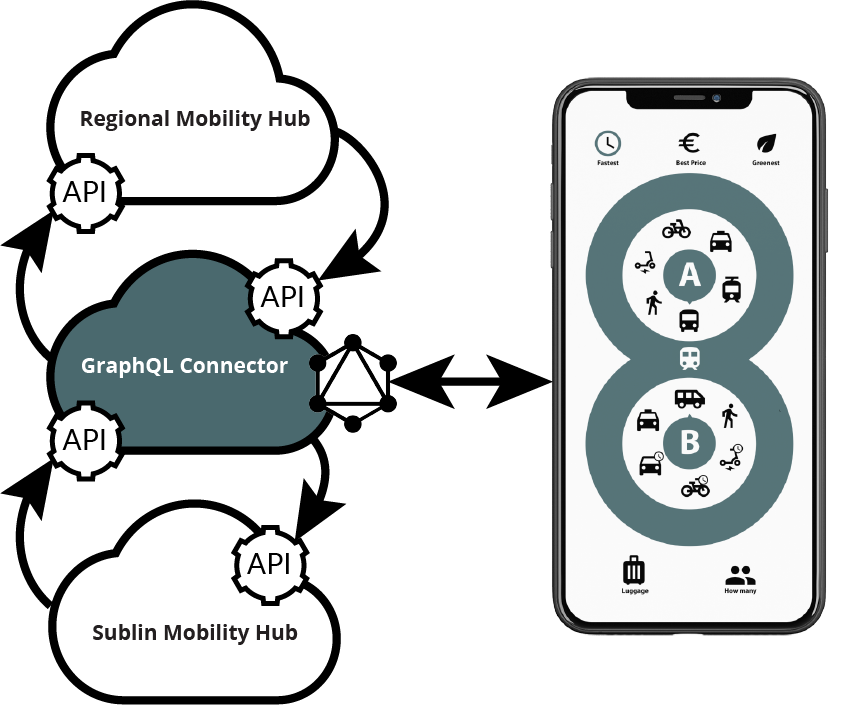 Regional Mobility Hub
API
API
GraphQL Connector
API
API
Sublin Mobility Hub
Fastest
Best Price
Greenest
A
B
Luggage
How many